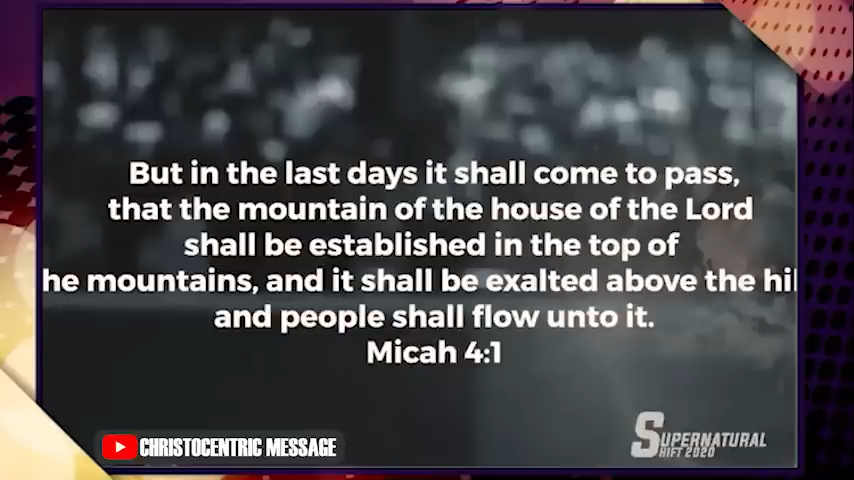 But in the last days it shall come to pass,
that the mountain of the house of the Lord
shall be established in the top of
he mountains, and it shall be exalted above the hil
and people shall flow unto it.
Micah 4:1
CHRISTOCENTRIC MESSAGE
SUPERNATURAL
SHIFT 2020